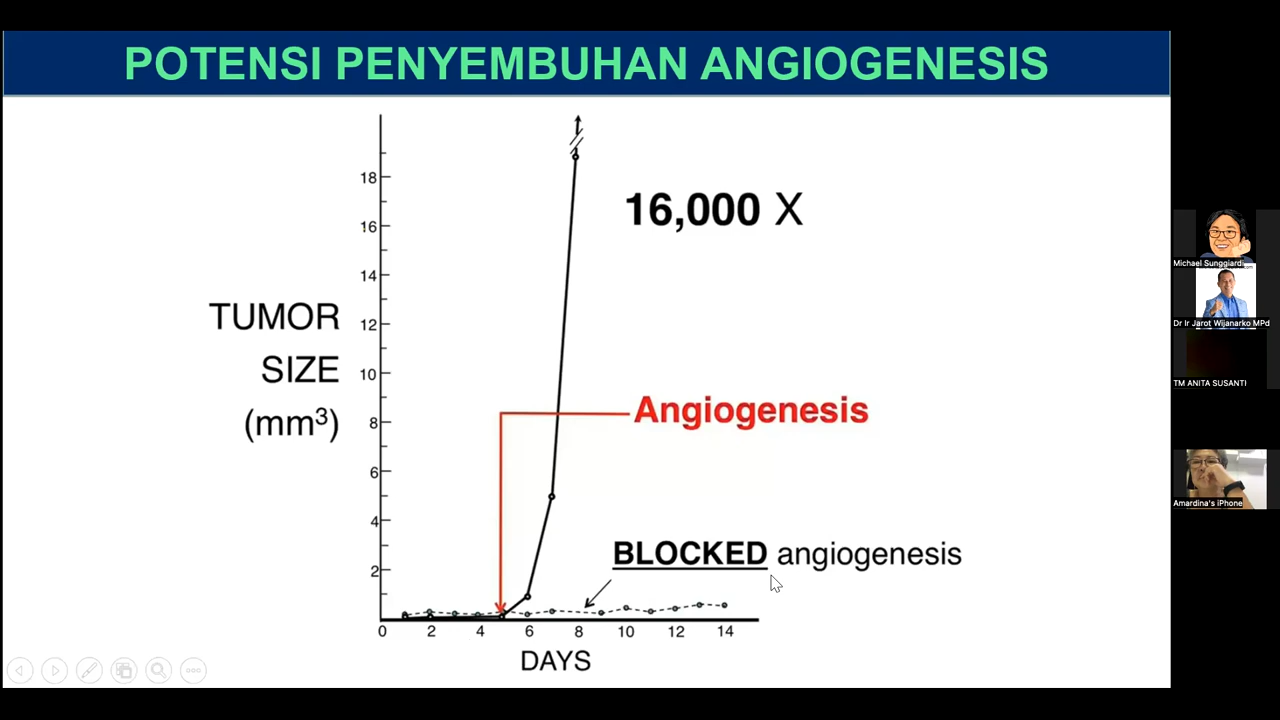 POTENSI PENYEMBUHAN ANGIOGENESIS
18
16
14
12
10
8
6
4
2
TUMOR
SIZE
(mm³)
16,000 X
Angiogenesis
BLOCKED angiogenesis
0 2 4 6 8 10 12 14
DAYS
Michael Sunggiardi
Dr Ir Jarot Wijanarko MPd
TM ANITA SUSANTI
Amardina's iPhone